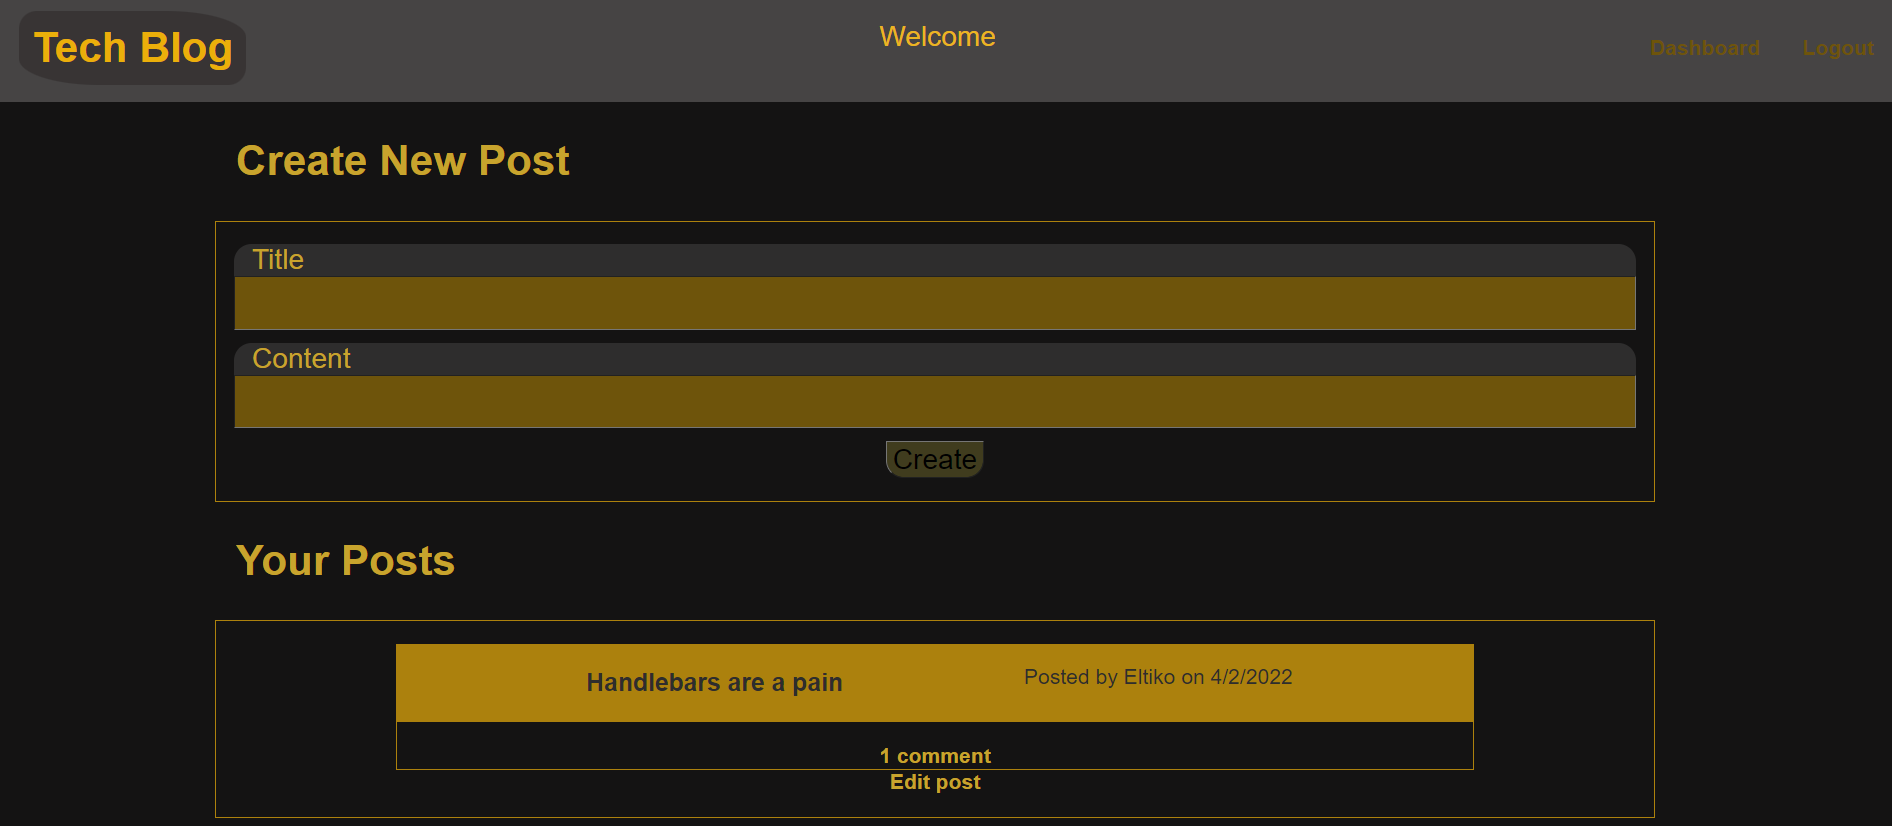 Tech Blog
Welcome
Dashboard
Logout
Create New Post
Title
Content
Create
Your Posts
Handlebars are a pain
Posted by Eltiko on 4/2/2022
1 comment
Edit post